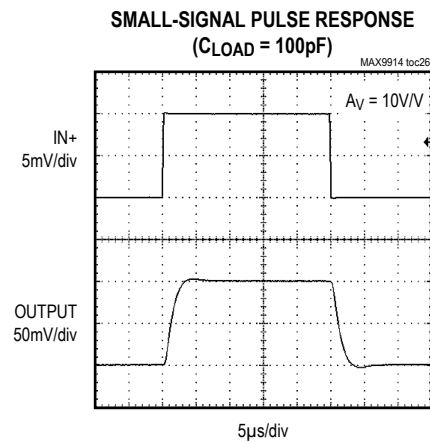 SMALL-SIGNAL PULSE RESPONSE
(CLOAD = 100pF)
MAX9914 toc26
AV = 10V/V
IN+
5mV/div
OUTPUT
50mV/div
5µs/div